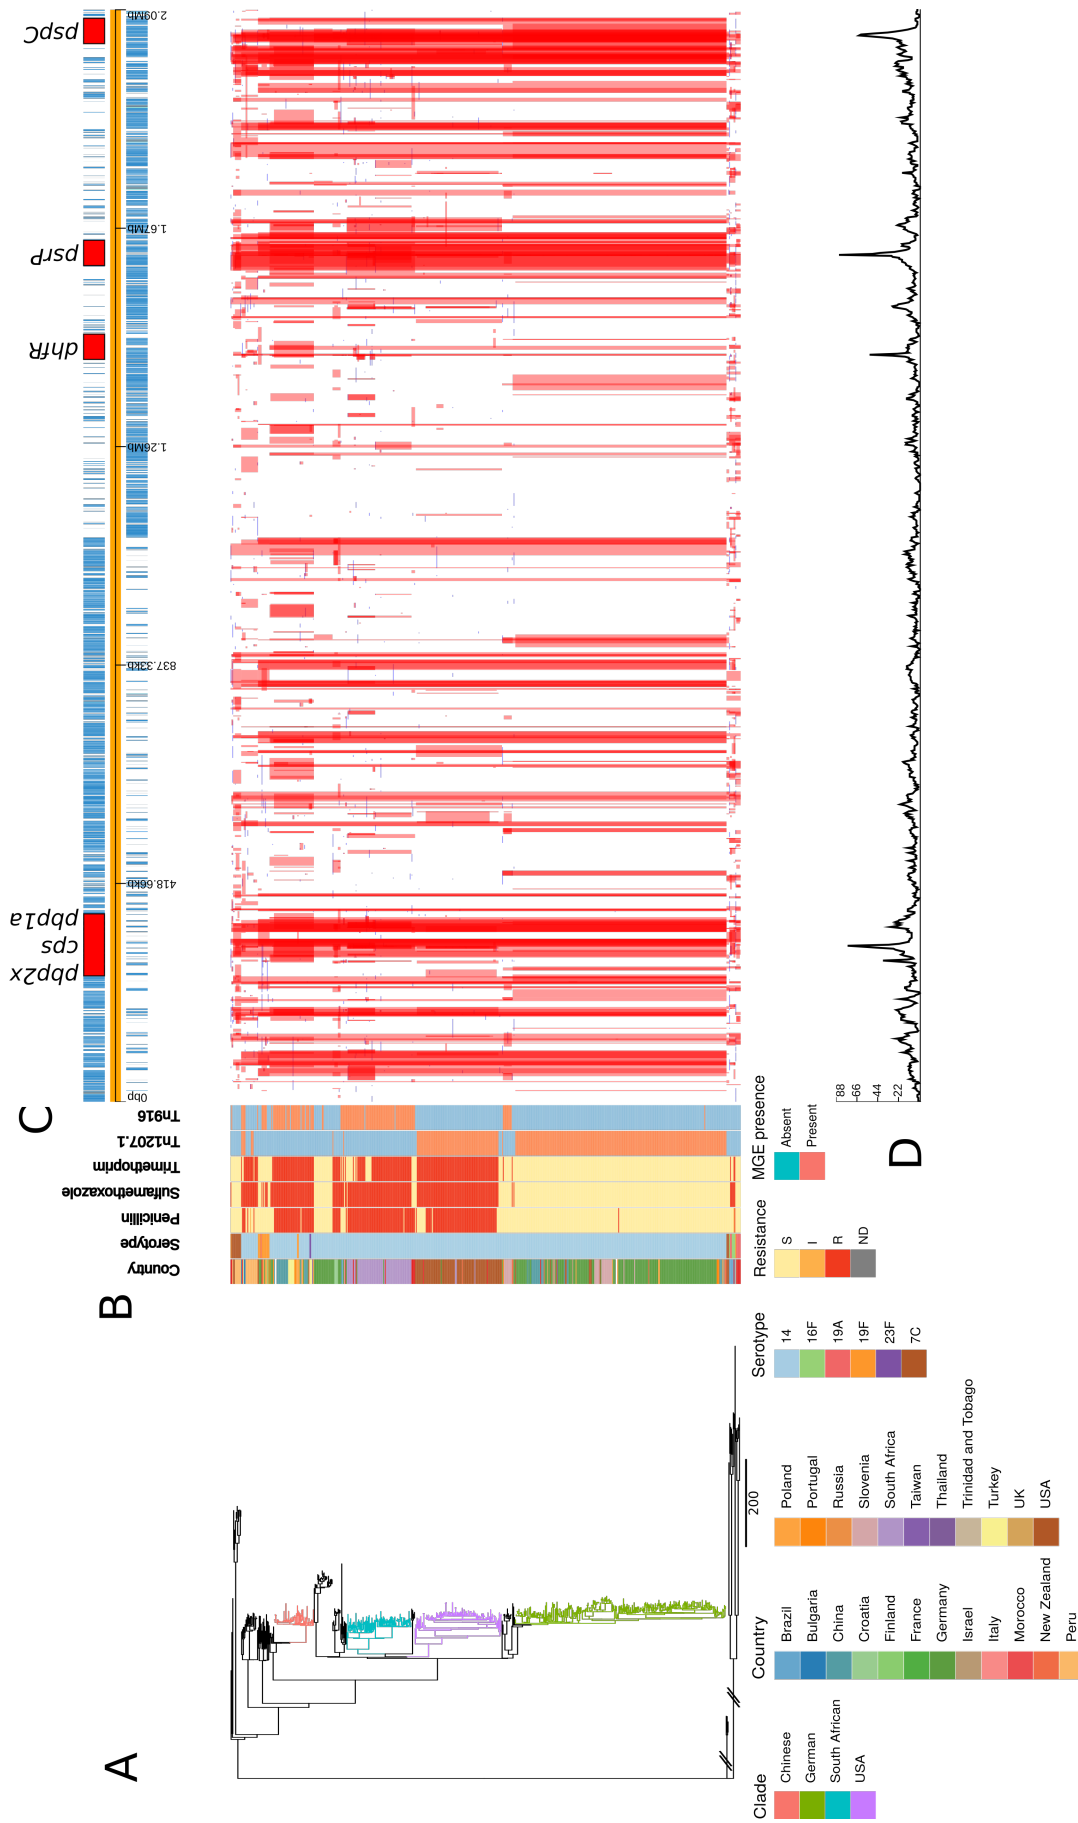 A
B
C
D
pbp2x
cps
pbp1a
dhfR
psrP
pspC
0bp
418.66kb
837.33kb
1.26Mb
1.67Mb
2.09Mb
Country
Serotype
Penicillin
Sulfamethoxazole
Trimethoprim
Tn1207.1
Tn916
88
66
44
22
200
Clade
Chinese
German
South African
USA
Country
Brazil
Bulgaria
China
Croatia
Finland
France
Germany
Israel
Italy
Morocco
New Zealand
Peru
Poland
Portugal
Russia
Slovenia
South Africa
Taiwan
Thailand
Trinidad and Tobago
Turkey
UK
USA
Serotype
14
16F
19A
19F
23F
7C
Resistance
S
I
R
ND
MGE presence
Absent
Present